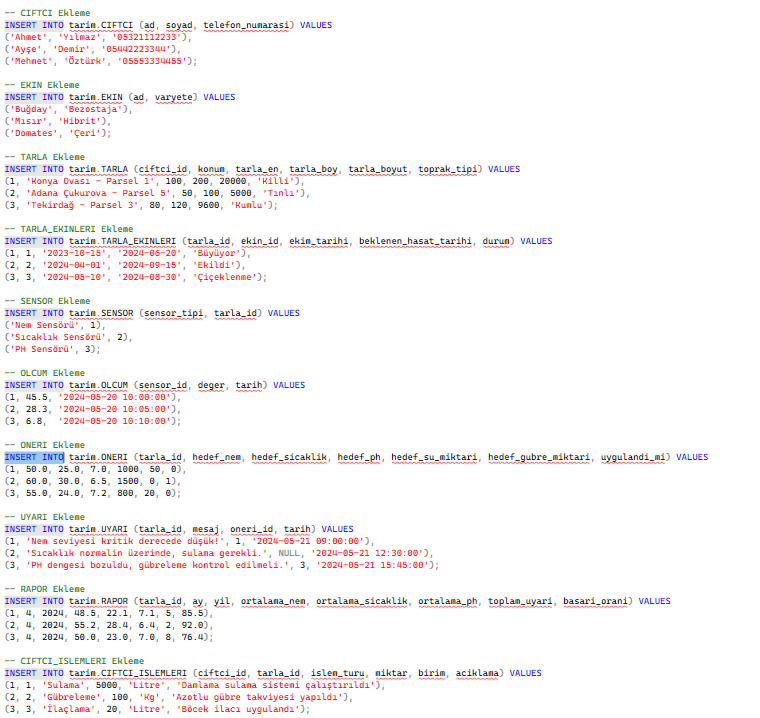 -- CIFTCI Ekleme
INSERT INTO tarim.CIFTCI (ad, soyad, telefon_numarasi) VALUES
('Ahmet', 'Yılmaz', '05321112233'),
('Ayşe', 'Demir', '05442223344'),
('Mehmet', 'Öztürk', '05553334455');
-- EKIN Ekleme
INSERT INTO tarim.EKIN (ad, varyete) VALUES
('Buğday', 'Bezostaja'),
('Mısır', 'Hibrit'),
('Domates', 'Çeri');
-- TARLA Ekleme
INSERT INTO tarim.TARLA (ciftci_id, konum, tarla_en, tarla_boy, tarla_boyut, toprak_tipi) VALUES
(1, 'Konya Ovası - Parsel 1', 100, 200, 20000, 'Killi'),
(2, 'Adana Çukurova - Parsel 5', 50, 100, 5000, 'Tınlı'),
(3, 'Tekirdağ - Parsel 3', 80, 120, 9600, 'Kumlu');
-- TARLA_EKINLERI Ekleme
INSERT INTO tarim.TARLA_EKINLERI (tarla_id, ekin_id, ekim_tarihi, beklenen_hasat_tarihi, durum) VALUES
(1, 1, '2023-10-15', '2024-06-20', 'Büyüyor'),
(2, 2, '2024-04-01', '2024-09-15', 'Ekildi'),
(3, 3, '2024-05-10', '2024-08-30', 'Çiçeklenme');
-- SENSOR Ekleme
INSERT INTO tarim.SENSOR (sensor_tipi, tarla_id) VALUES
('Nem Sensörü', 1),
('Sıcaklık Sensörü', 2),
('PH Sensörü', 3);
-- OLCUM Ekleme
INSERT INTO tarim.OLCUM (sensor_id, deger, tarih) VALUES
(1, 45.5, '2024-05-20 10:00:00'),
(2, 28.3, '2024-05-20 10:05:00'),
(3, 6.8,  '2024-05-20 10:10:00');
-- ONERI Ekleme
INSERT INTO tarim.ONERI (tarla_id, hedef_nem, hedef_sicaklik, hedef_ph, hedef_su_miktari, hedef_gubre_miktari, uygulandi_mi) VALUES
(1, 50.0, 25.0, 7.0, 1000, 50, 0),
(2, 60.0, 30.0, 6.5, 1500, 0, 1),
(3, 55.0, 24.0, 7.2, 800, 20, 0);
-- UYARI Ekleme
INSERT INTO tarim.UYARI (tarla_id, mesaj, oneri_id, tarih) VALUES
(1, 'Nem seviyesi kritik derecede düşük!', 1, '2024-05-21 09:00:00'),
(2, 'Sıcaklık normalin üzerinde, sulama gerekli.', NULL, '2024-05-21 12:30:00'),
(3, 'PH dengesi bozuldu, gübreleme kontrol edilmeli.', 3, '2024-05-21 15:45:00');
-- RAPOR Ekleme
INSERT INTO tarim.RAPOR (tarla_id, ay, yil, ortalama_nem, ortalama_sicaklik, ortalama_ph, toplam_uyari, basari_orani) VALUES
(1, 4, 2024, 48.5, 22.1, 7.1, 5, 85.5),
(2, 4, 2024, 55.2, 28.4, 6.4, 2, 92.0),
(3, 4, 2024, 50.0, 23.0, 7.0, 8, 76.4);
-- CIFTCI_ISLEMLERI Ekleme
INSERT INTO tarim.CIFTCI_ISLEMLERI (ciftci_id, tarla_id, islem_turu, miktar, birim, aciklama) VALUES
(1, 1, 'Sulama', 5000, 'Litre', 'Damlama sulama sistemi çalıştırıldı'),
(2, 2, 'Gübreleme', 100, 'Kg', 'Azotlu gübre takviyesi yapıldı'),
(3, 3, 'İlaçlama', 20, 'Litre', 'Böcek ilacı uygulandı');